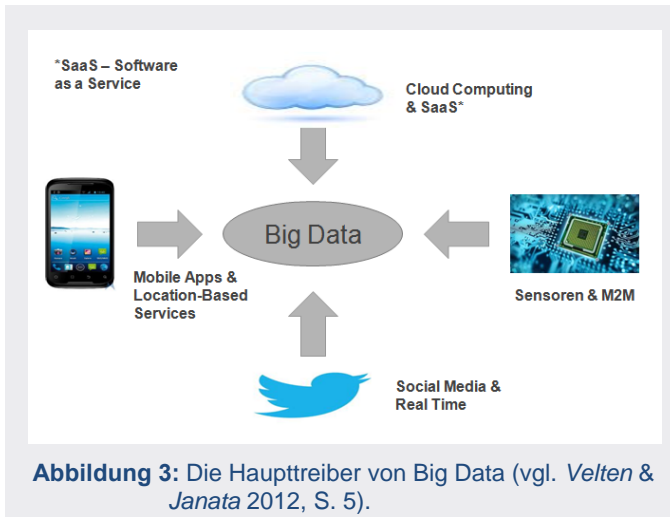 *SaaS – Software
as a Service
Cloud Computing
& SaaS*
Big Data
Mobile Apps &
Location-Based
Services
Sensoren & M2M
Social Media &
Real Time
Abbildung 3: Die Haupttreiber von Big Data (vgl. Velten &
Janata 2012, S. 5).